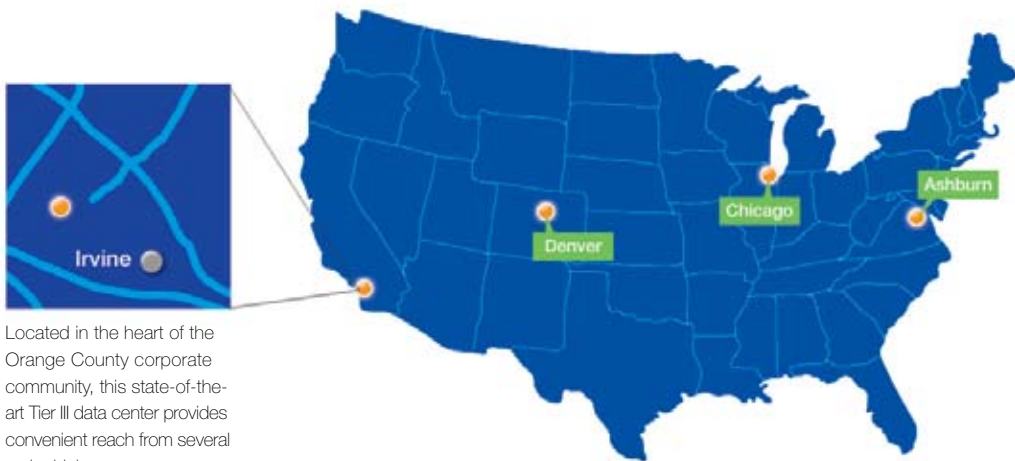 Irvine
Located in the heart of the
Orange County corporate
community, this state-of-the-
art Tier III data center provides
convenient reach from several
Denver
Chicago
Ashburn